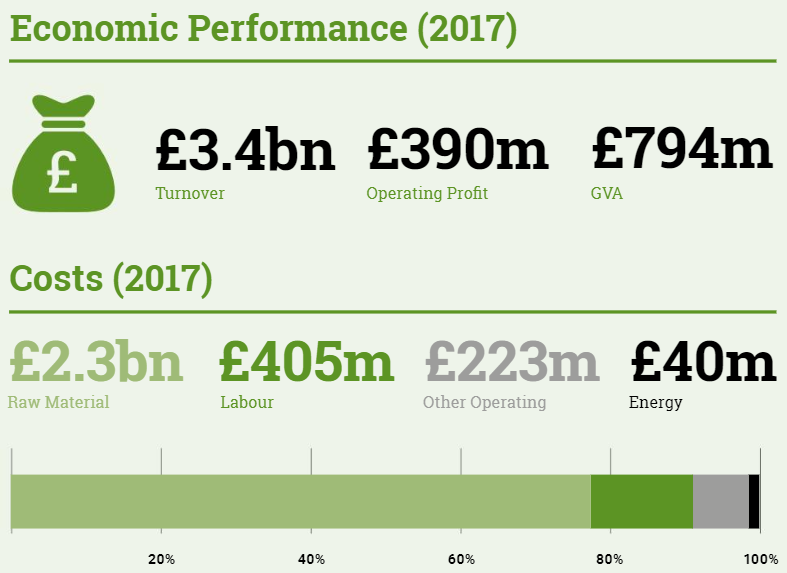 Economic Performance (2017)
£
£3.4bn £390m £794m
Turnover Operating Profit GVA
Costs (2017)
£2.3bn £405m £223m £40m
Raw Material Labour Other Operating Energy
20% 40% 60% 80% 100%